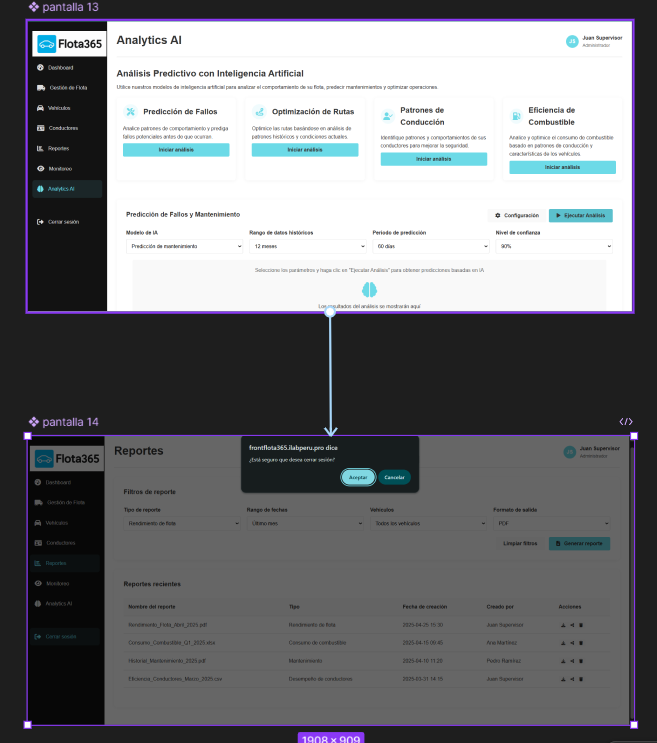 pantalla 13
Flota365
Analytics AI
JS
Juan Supervisor
Administrador
Dashboard
Gestión de Flota
Vehículos
Conductores
Reportes
Monitoreo
Analytics AI
Cerrar sesión
Análisis Predictivo con Inteligencia Artificial
Utilice nuestros modelos de inteligencia artificial para analizar el comportamiento de su flota, predecir mantenimientos y optimizar operaciones.
Predicción de Fallos
Analice patrones de comportamiento y prediga
fallos potenciales antes de que ocurran.
Iniciar análisis
Optimización de Rutas
Optimice las rutas basándose en análisis de
patrones históricos y condiciones actuales.
Iniciar análisis
Patrones de
Conducción
Identifique patrones y comportamientos de sus
conductores para mejorar la seguridad.
Iniciar análisis
Eficiencia de
Combustible
Analice y optimice el consumo de combustible
basado en patrones de conducción y
características de los vehículos.
Iniciar análisis
Predicción de Fallos y Mantenimiento
Configuración
Ejecutar Análisis
Modelo de IA
Rango de datos históricos
Periodo de predicción
Nivel de confianza
Predicción de mantenimiento
12 meses
60 días
90%
Seleccione los parámetros y haga clic en "Ejecutar Análisis" para obtener predicciones basadas en IA
Los resultados del análisis se mostrarán aquí
pantalla 14
</>
Flota365
Reportes
JS
Juan Supervisor
Administrador
frontflota365.ilabperu.pro dice
¿Está seguro que desea cerrar sesión?
Aceptar
Cancelar
Dashboard
Gestión de Flota
Vehículos
Conductores
Reportes
Monitoreo
Analytics AI
Cerrar sesión
Filtros de reporte
Tipo de reporte
Rango de fechas
Vehículos
Formato de salida
Rendimiento de flota
Último mes
Todos los vehículos
PDF
Limpiar filtros
Generar reporte
Reportes recientes
Nombre del reporte
Tipo
Fecha de creación
Creado por
Acciones
Rendimiento_Flota_Abril_2025.pdf
Rendimiento de flota
2025-04-25 15:30
Juan Supervisor
Consumo_Combustible_Q1_2025.xlsx
Consumo de combustible
2025-04-15 09:45
Ana Martínez
Historial_Mantenimiento_2025.pdf
Mantenimiento
2025-04-10 11:20
Pedro Ramírez
Eficiencia_Conductores_Marzo_2025.csv
Desempeño de conductores
2025-03-31 14:15
Juan Supervisor
1908 × 909